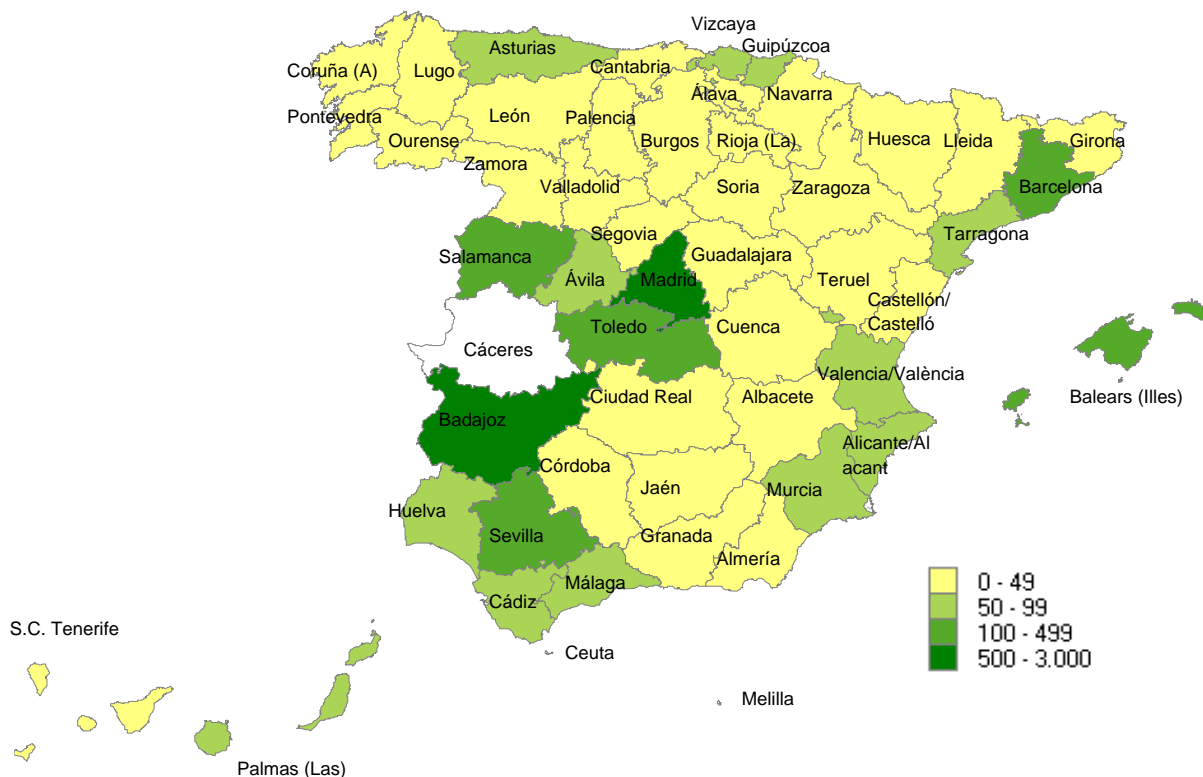 Vizcaya
Asturias
Guipúzcoa
Coruña (A)
Lugo
Cantabria
Álava
Navarra
Pontevedra
León
Palencia
Ourense
Burgos
Rioja (La)
Huesca
Lleida
Girona
Zamora
Valladolid
Soria
Zaragoza
Barcelona
Segovia
Tarragona
Salamanca
Guadalajara
Ávila
Madrid
Teruel
Castellón/
Castelló
Toledo
Cuenca
Cáceres
Valencia/València
Balears (Illes)
Ciudad Real
Albacete
Badajoz
Alicante/Al
acant
Córdoba
Jaén
Murcia
Huelva
Sevilla
Granada
Almería
Málaga
Cádiz
0 - 49
50 - 99
100 - 499
500 - 3.000
S.C. Tenerife
Ceuta
Melilla
Palmas (Las)